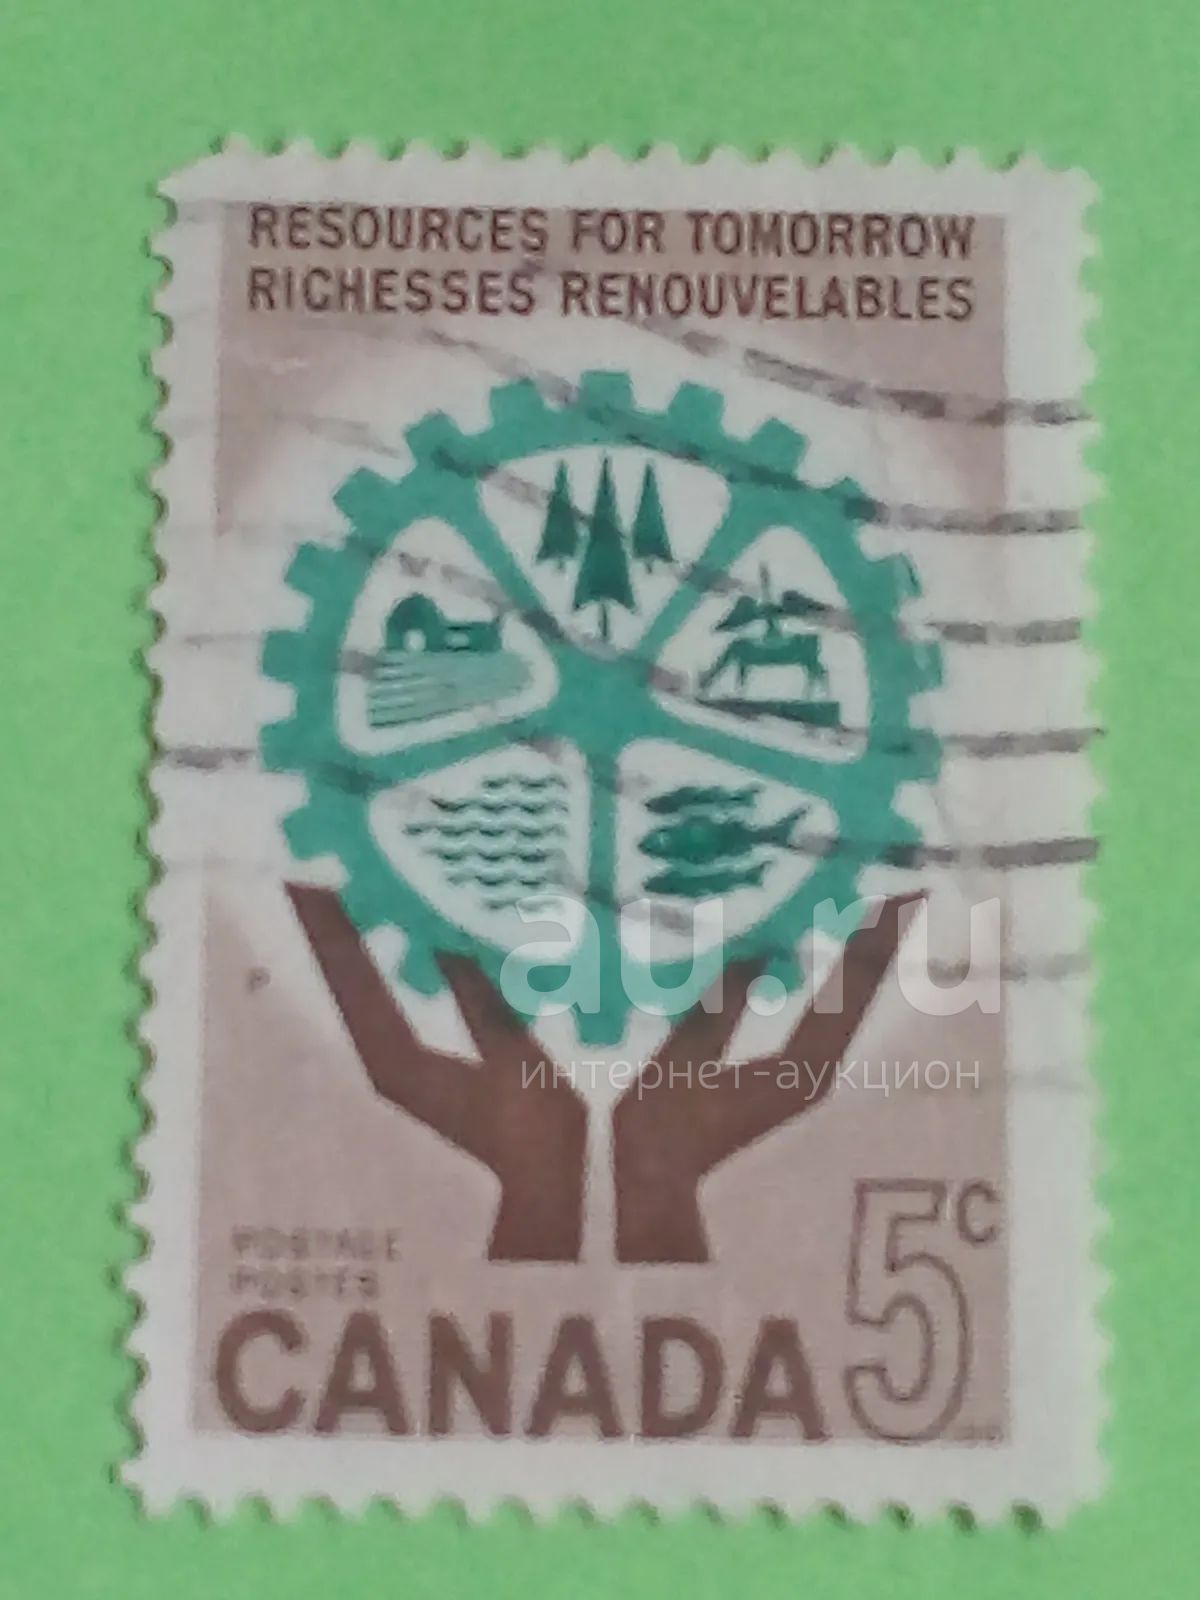 RESOURCES FOR TOMORROW
RICHESSES RENOUVELABLES
au.ru
интернет-аукцион
POSTAGE
POSTES
CANADA 5c